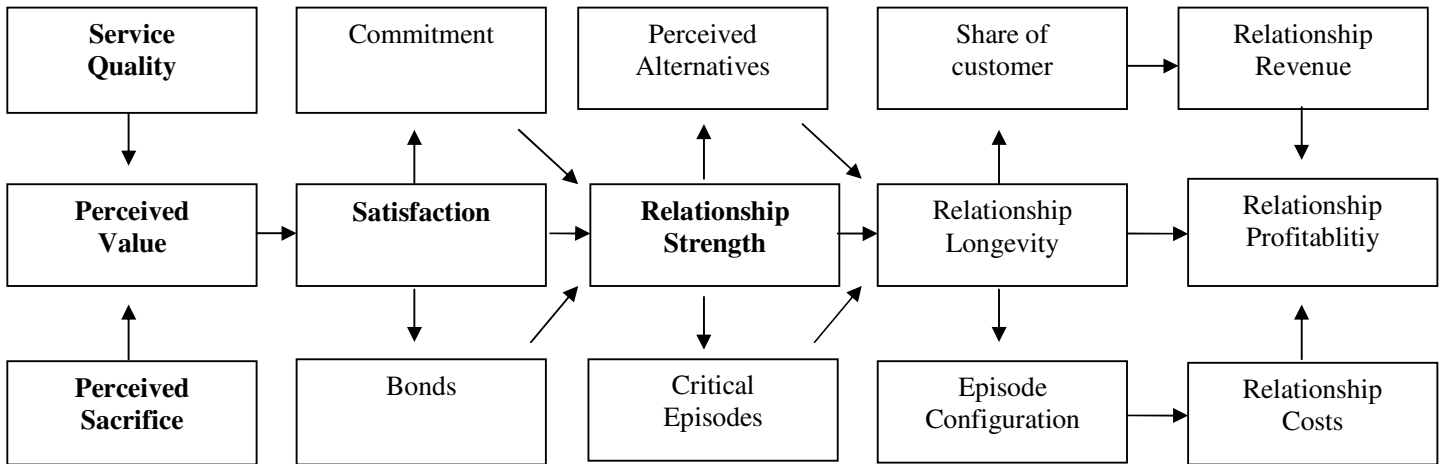 Service
Quality
Commitment
Perceived
Alternatives
Share of
customer
Relationship
Revenue
Perceived
Value
Satisfaction
Relationship
Strength
Relationship
Longevity
Relationship
Profitablitiy
Perceived
Sacrifice
Bonds
Critical
Episodes
Episode
Configuration
Relationship
Costs